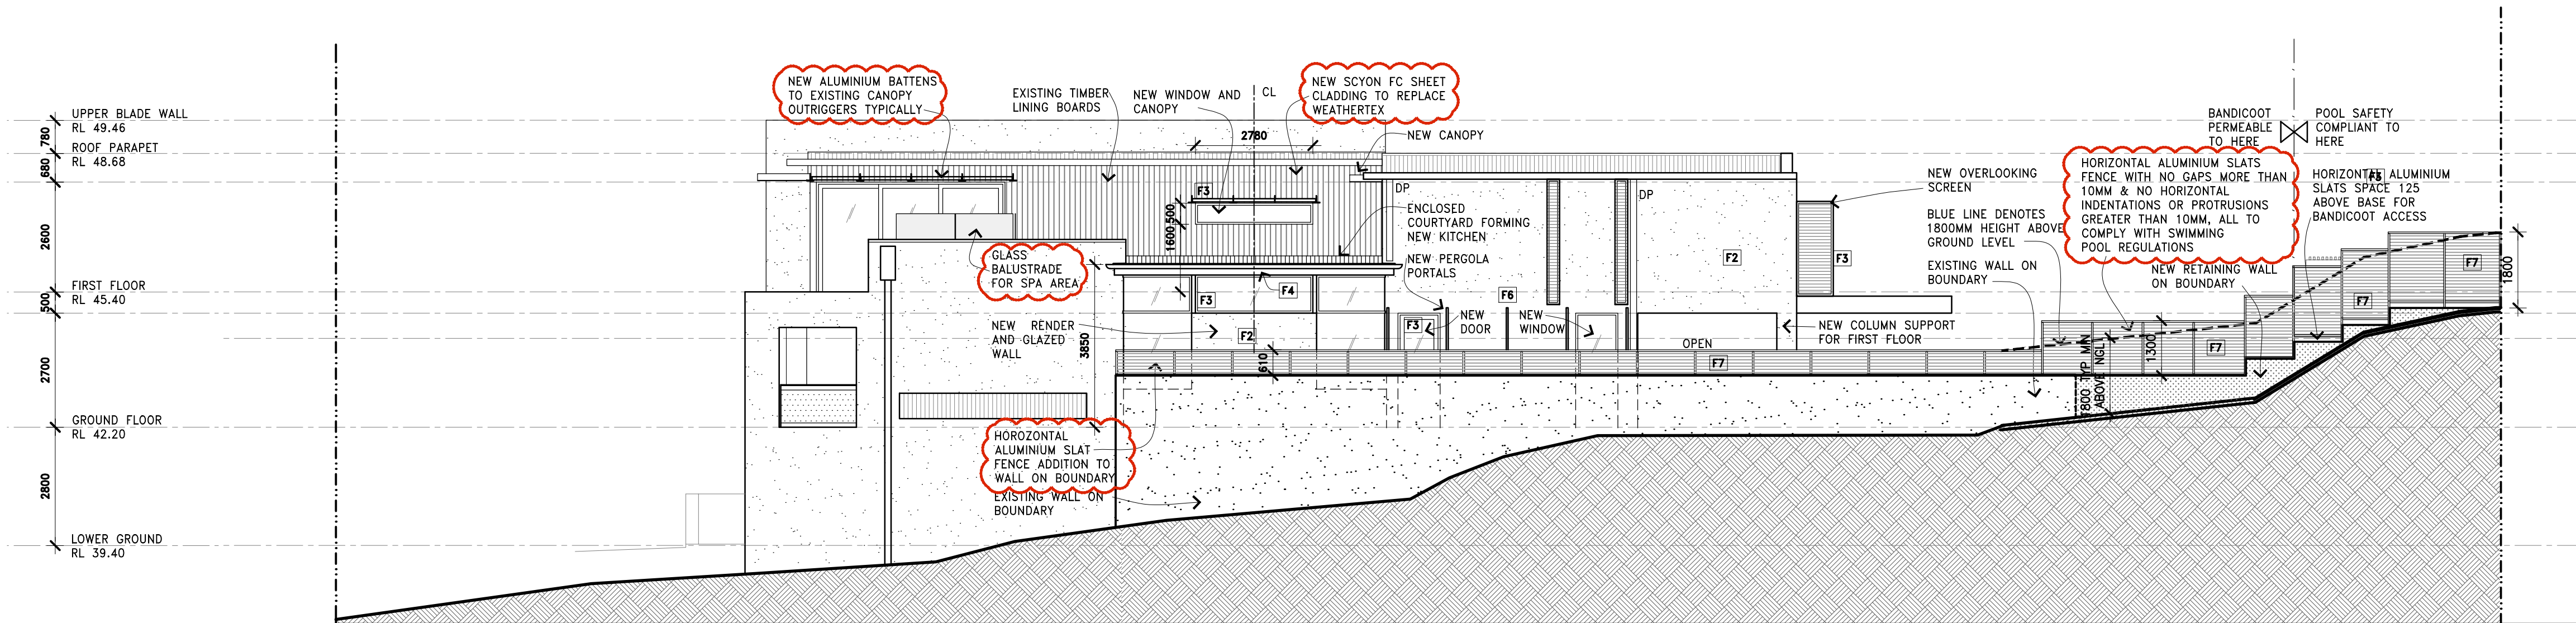 UPPER BLADE WALL
RL 49.46
ROOF PARAPET
RL 48.68
FIRST FLOOR
RL 45.40
GROUND FLOOR
RL 42.20
LOWER GROUND
RL 39.40
780
680
2600
500
2700
2800
NEW ALUMINIUM BATTENS
TO EXISTING CANOPY
OUTRIGGERS TYPICALLY
EXISTING TIMBER
LINING BOARDS
NEW WINDOW AND
CANOPY
CL
NEW SCYON FC SHEET
CLADDING TO REPLACE
WEATHERTEX
2780
NEW CANOPY
F3
500
1600
DP
DP
ENCLOSED
COURTYARD FORMING
NEW KITCHEN
NEW PERGOLA
PORTALS
GLASS
BALUSTRADE
FOR SPA AREA
F3
F4
F6
F2
F3
NEW RENDER
AND GLAZED
WALL
3850
F2
F3
NEW
DOOR
NEW
WINDOW
OPEN
NEW COLUMN SUPPORT
FOR FIRST FLOOR
610
F7
HOROZONTAL
ALUMINIUM SLAT
FENCE ADDITION TO
WALL ON BOUNDARY
EXISTING WALL ON
BOUNDARY
NEW OVERLOOKING
SCREEN
BLUE LINE DENOTES
1800MM HEIGHT ABOVE
GROUND LEVEL
EXISTING WALL ON
BOUNDARY
BANDICOOT
PERMEABLE
TO HERE
POOL SAFETY
COMPLIANT TO
HERE
HORIZONTAL ALUMINIUM SLATS
FENCE WITH NO GAPS MORE THAN
10MM & NO HORIZONTAL
INDENTATIONS OR PROTRUSIONS
GREATER THAN 10MM, ALL TO
COMPLY WITH SWIMMING
POOL REGULATIONS
F3
HORIZONTAL ALUMINIUM
SLATS SPACE 125
ABOVE BASE FOR
BANDICOOT ACCESS
NEW RETAINING WALL
ON BOUNDARY
F7
F7
F7
1800
1300
1800 TYP MIN
ABOVE NGL